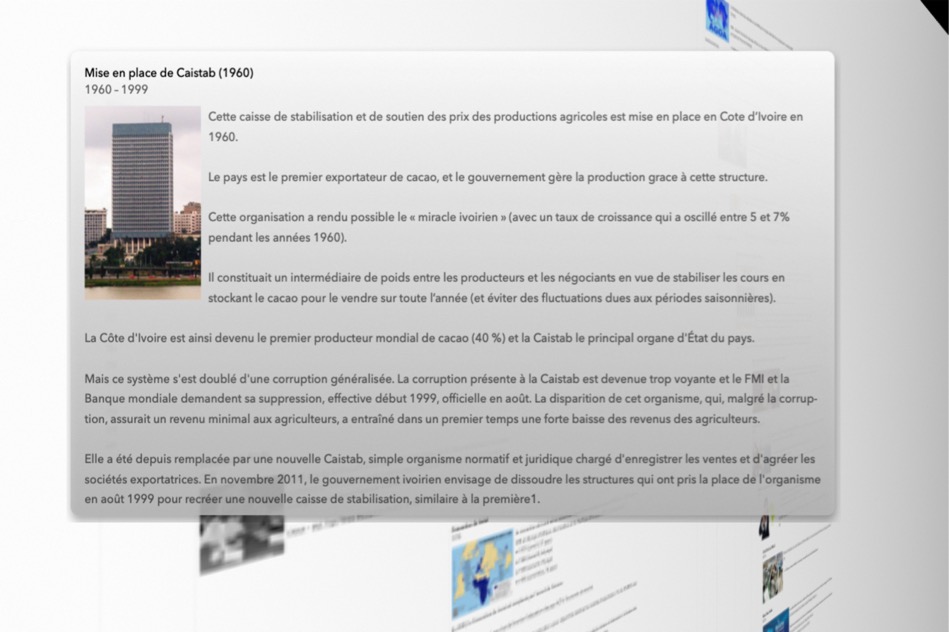 Mise en place de Caistab (1960)
1960 - 1999
Cette caisse de stabilisation et de soutien des prix des productions agricoles est mise en place en Cote d'Ivoire en
1960.
Le pays est le premier exportateur de cacao, et le gouvernement gère la production grace à cette structure.
Cette organisation a rendu possible le « miracle ivoirien » (avec un taux de croissance qui a oscillé entre 5 et 7%
pendant les années 1960).
Il constituait un intermédiaire de poids entre les producteurs et les négociants en vue de stabiliser les cours en
stockant le cacao pour le vendre sur toute l'année (et éviter des fluctuations dues aux périodes saisonnières).
La Côte d'Ivoire est ainsi devenu le premier producteur mondial de cacao (40 %) et la Caistab le principal organe d'État du pays.
Mais ce système s'est doublé d'une corruption généralisée. La corruption présente à la Caistab est devenue trop voyante et le FMI et la
Banque mondiale demandent sa suppression, effective début 1999, officielle en août. La disparition de cet organisme, qui, malgré la corrup-
tion, assurait un revenu minimal aux agriculteurs, a entraîné dans un premier temps une forte baisse des revenus des agriculteurs.
Elle a été depuis remplacée par une nouvelle Caistab, simple organisme normatif et juridique chargé d'enregistrer les ventes et d'agréer les
sociétés exportatrices. En novembre 2011, le gouvernement ivoirien envisage de dissoudre les structures qui ont pris la place de l'organisme
en août 1999 pour recréer une nouvelle caisse de stabilisation, similaire à la première1.